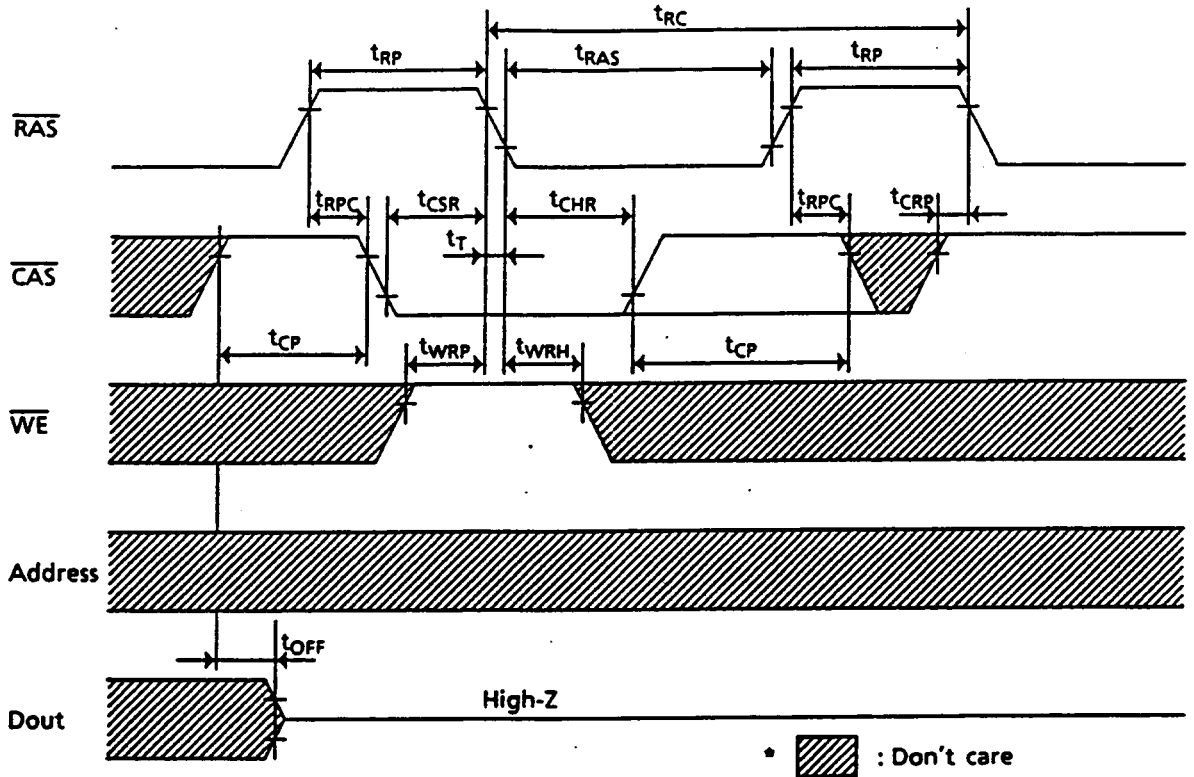 tRC
tRP
tRAS
tRP
RAS
tRPC
tCSR
tCHR
tRPC
tCRP
tT
CAS
tCP
tWRP
tWRH
tCP
WE
Address
tOFF
High-Z
Dout
* : Don't care